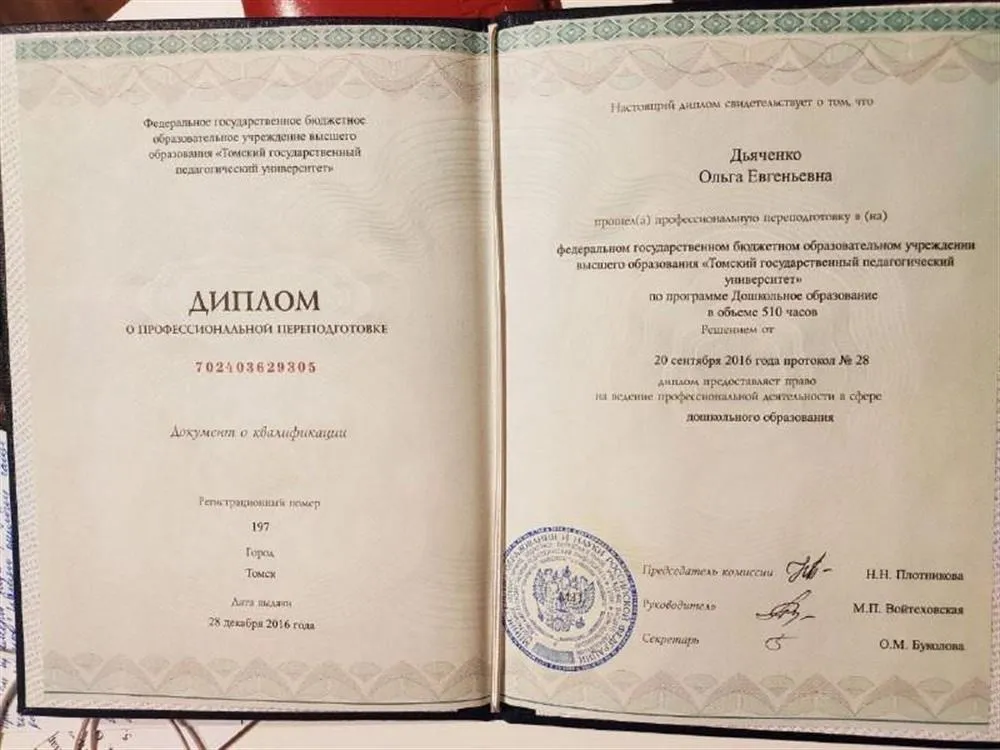 Федеральное государственное бюджетное
образовательное учреждение высшего
образования «Томский государственный
педагогический университет»
ДИПЛОМ
О ПРОФЕССИОНАЛЬНОЙ ПЕРЕПОДГОТОВКЕ
702403629305
Документ о квалификации
Регистрационный номер
197
Город
Томск
Дата выдачи
28 декабря 2016 года
Настоящий диплом свидетельствует о том, что
Дьяченко
Ольга Евгеньевна
прошел(а) профессиональную переподготовку в (на)
федеральном государственном бюджетном образовательном учреждении
высшего образования «Томский государственный педагогический
университет»
по программе Дошкольное образование
в объеме 510 часов
Решением от
20 сентября 2016 года протокол № 28
диплом предоставляет право
на ведение профессиональной деятельности в сфере
дошкольного образования
Председатель комиссии
Н.Н. Плотникова
Руководитель
М.П. Войтеховская
Секретарь
О.М. Буколова
М.П.
ОБРАЗОВАНИЯ И НАУКИ РОССИЙСКОЙ ФЕДЕРАЦИИ